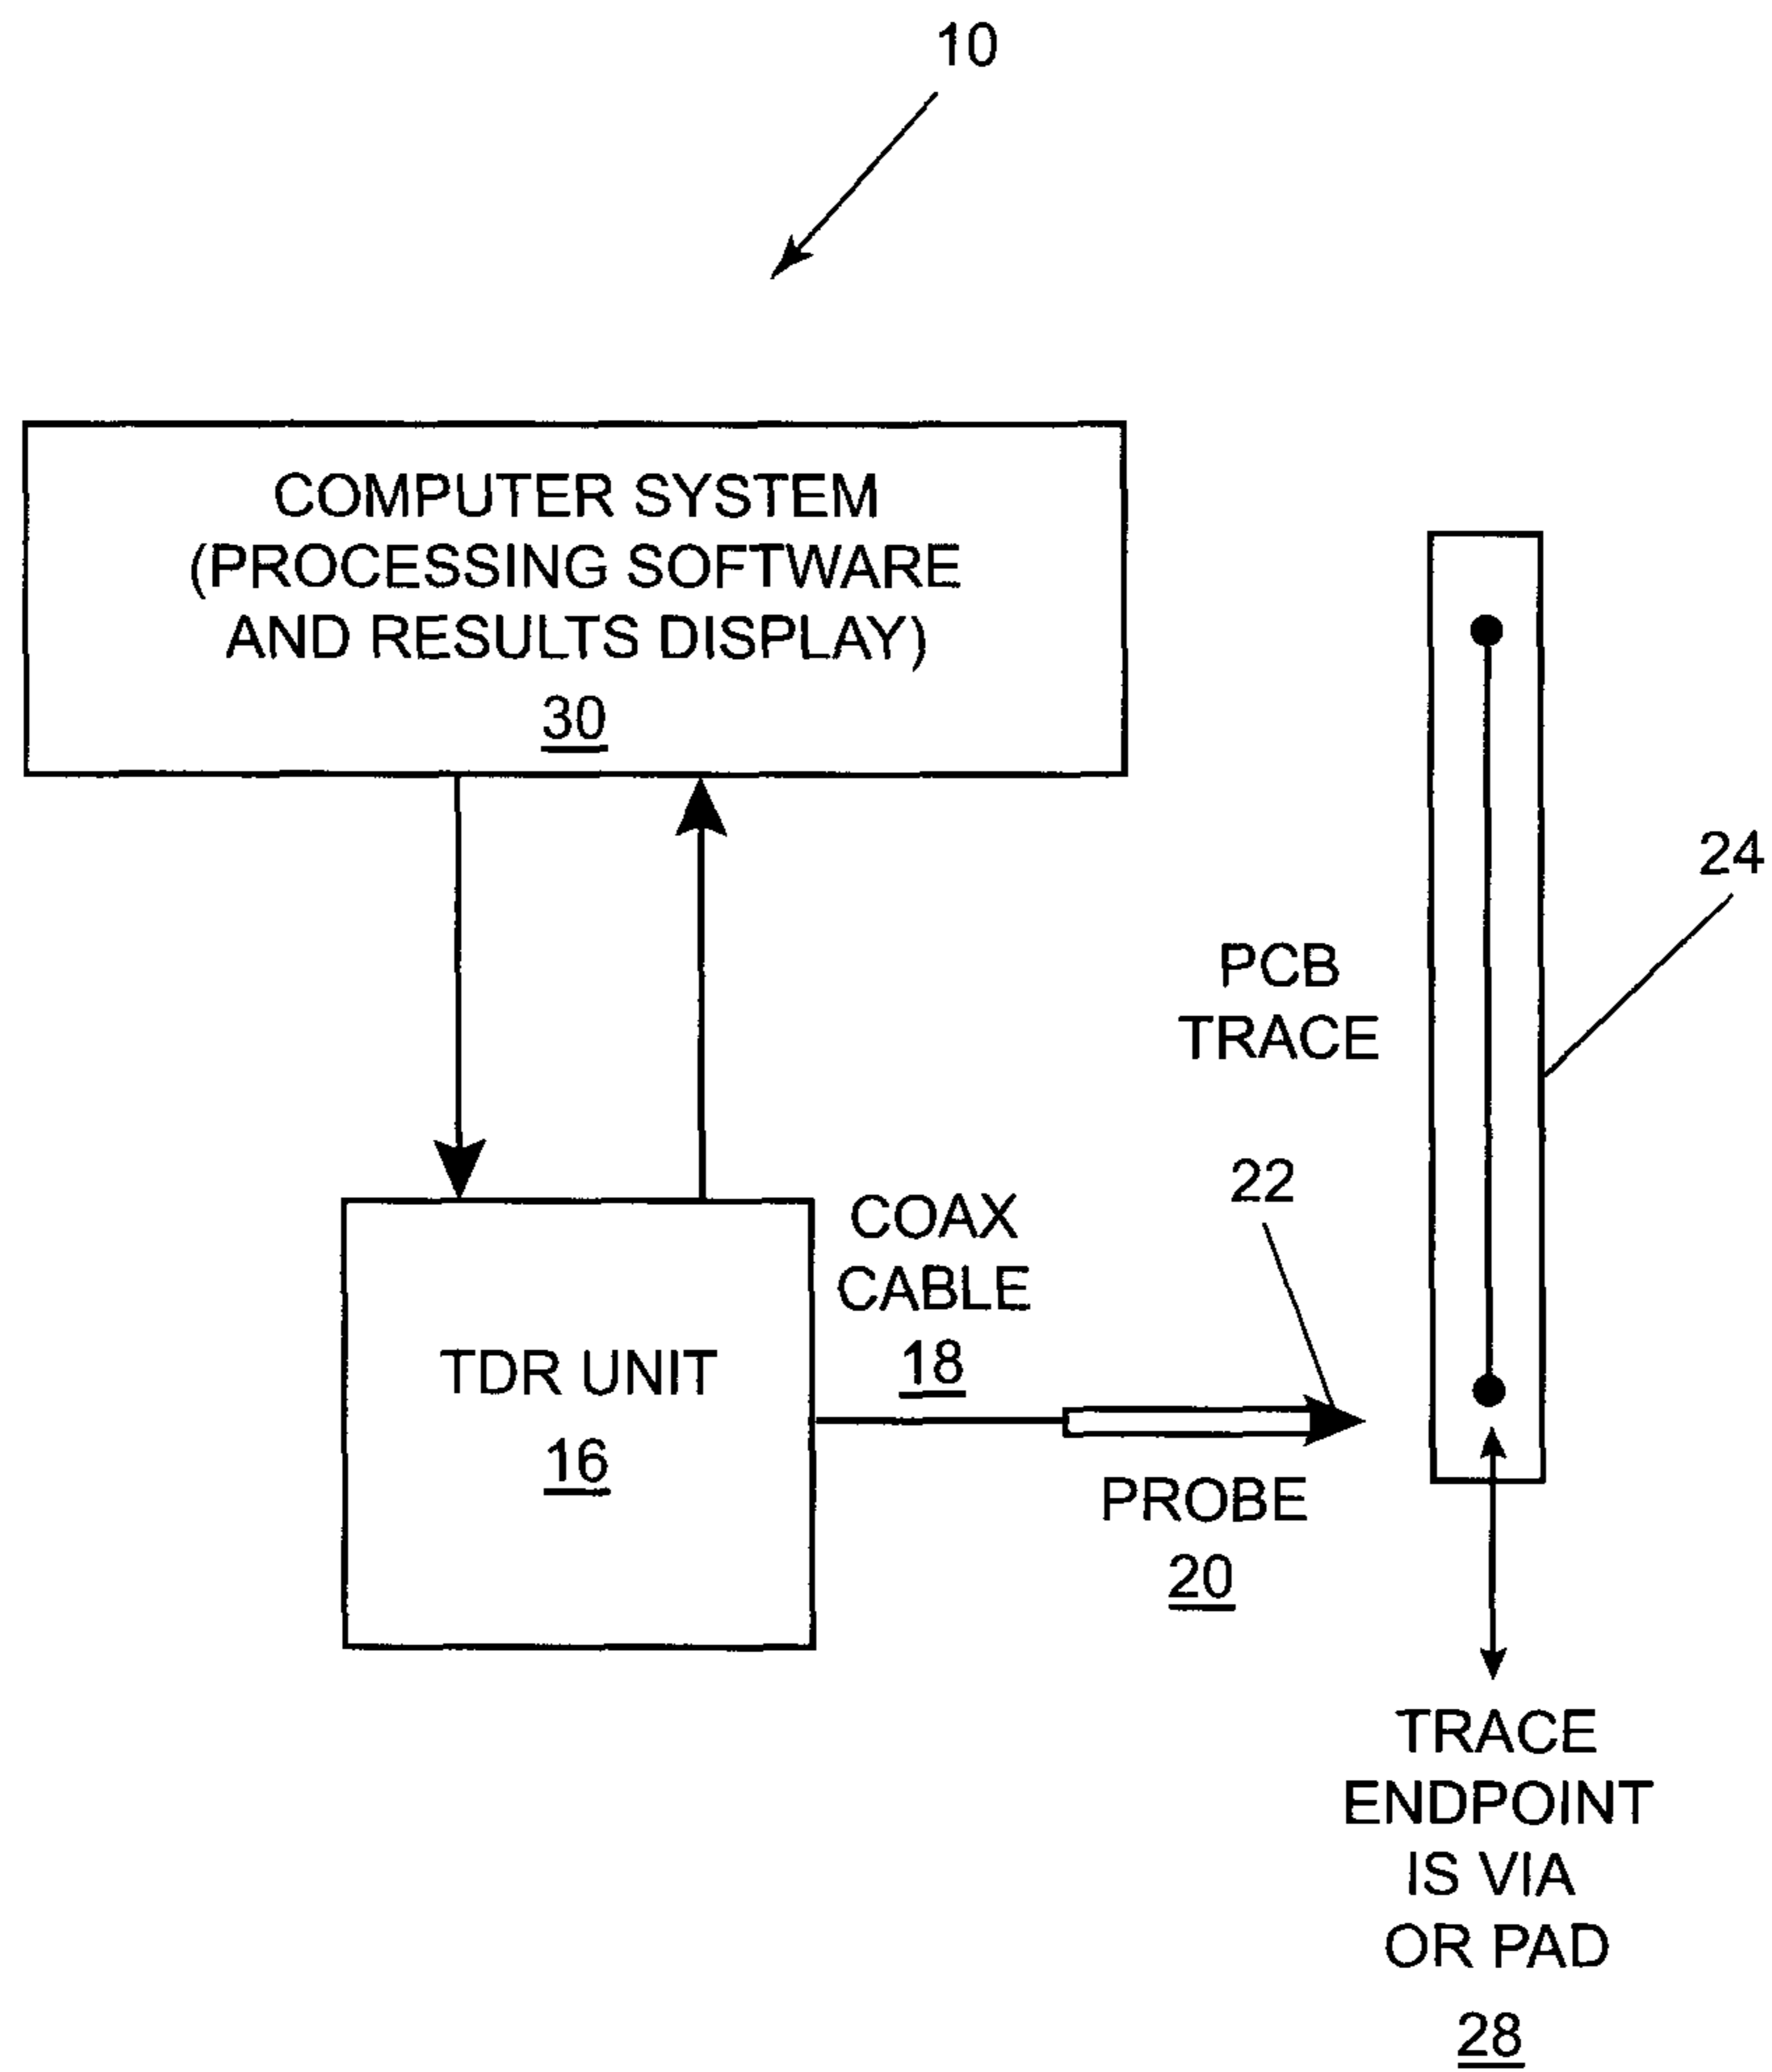 10
COMPUTER SYSTEM
(PROCESSING SOFTWARE
AND RESULTS DISPLAY)
30
24
PCB
TRACE
22
COAX
CABLE
18
TDR UNIT
16
PROBE
20
TRACE
ENDPOINT
IS VIA
OR PAD
28